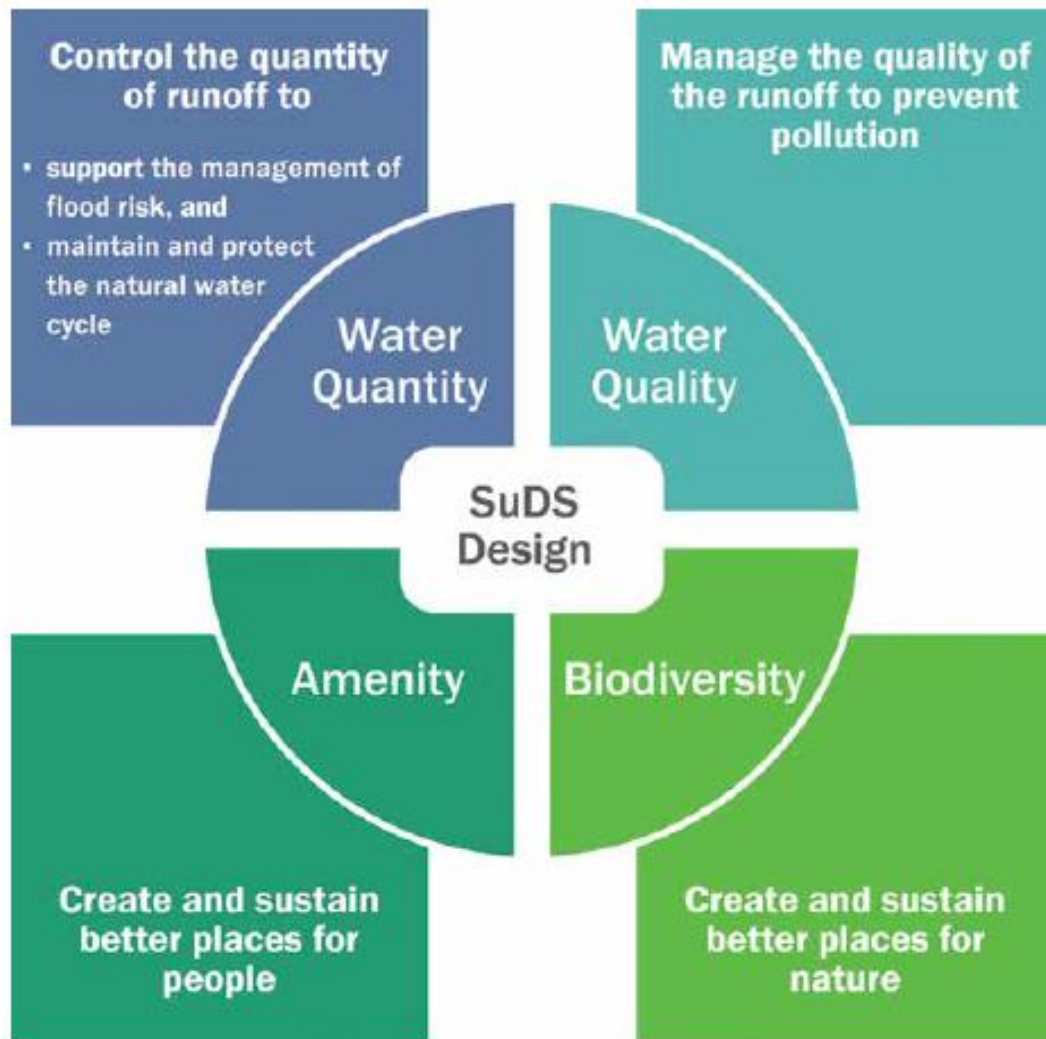 Control the quantity
of runoff to
• support the management of
flood risk, and
• maintain and protect
the natural water
cycle
Manage the quality of
the runoff to prevent
pollution
Water
Quantity
Water
Quality
SuDS
Design
Amenity
Biodiversity
Create and sustain
better places for
people
Create and sustain
better places for
nature